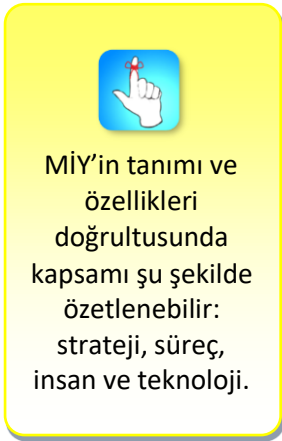 MİY’in tanımı ve
özellikleri
doğrultusunda
kapsamı şu şekilde
özetlenebilir:
strateji, süreç,
insan ve teknoloji.